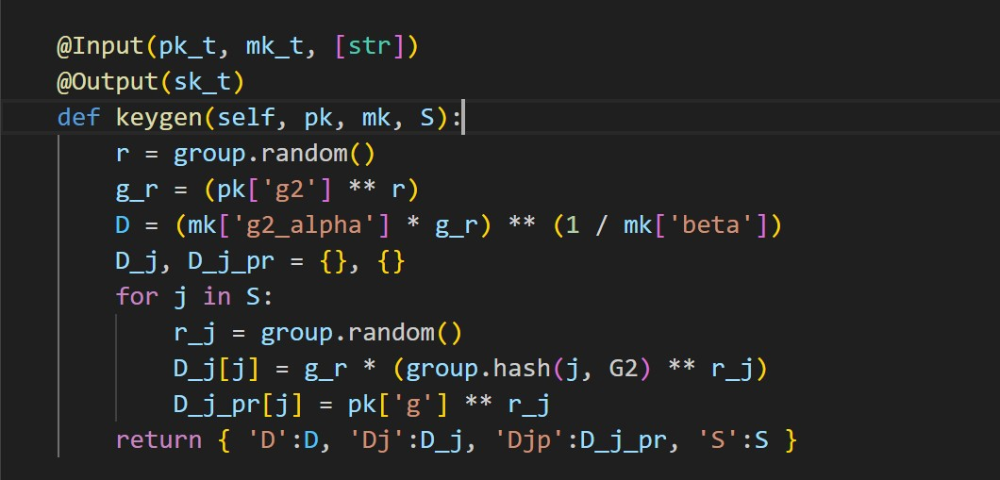 @Input(pk_t, mk_t, [str])
@Output(sk_t)
def keygen(self, pk, mk, S):
    r = group.random()
    g_r = (pk['g2'] ** r)
    D = (mk['g2_alpha'] * g_r) ** (1 / mk['beta'])
    D_j, D_j_pr = {}, {}
    for j in S:
        r_j = group.random()
        D_j[j] = g_r * (group.hash(j, G2) ** r_j)
        D_j_pr[j] = pk['g'] ** r_j
    return { 'D':D, 'Dj':D_j, 'Djp':D_j_pr, 'S':S }